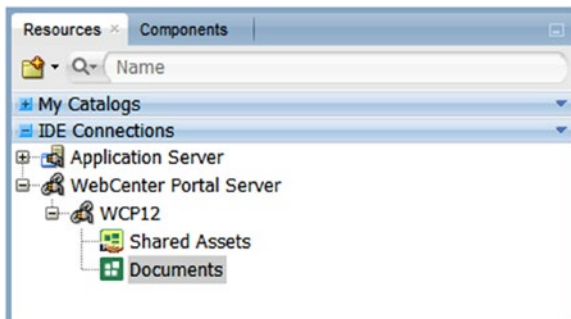 Resources Components
Name
My Catalogs
IDE Connections
Application Server
WebCenter Portal Server
WCP12
Shared Assets
Documents